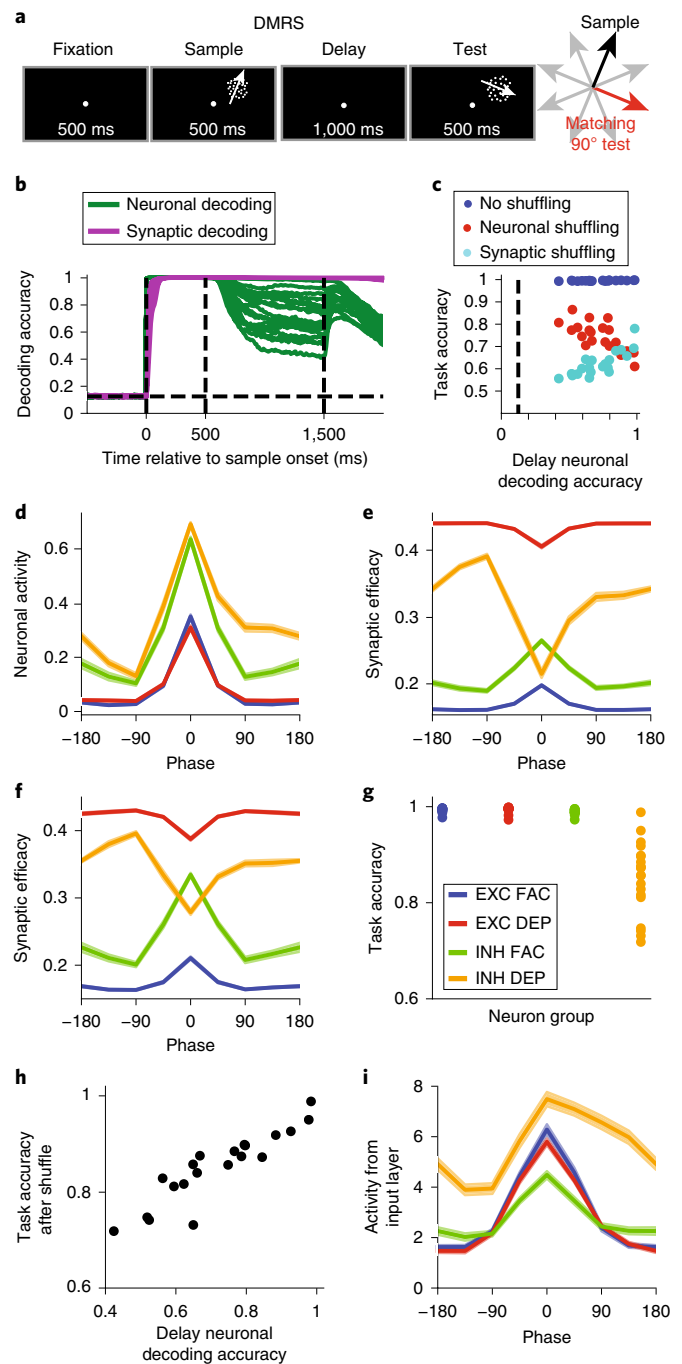 a
DMRS
Fixation
Sample
Delay
Test
Sample
500 ms
500 ms
1,000 ms
500 ms
Matching
90° test
b
Neuronal decoding
Synaptic decoding
Decoding accuracy
1
0.8
0.6
0.4
0.2
0
0
500
1,500
Time relative to sample onset (ms)
c
No shuffling
Neuronal shuffling
Synaptic shuffling
Task accuracy
1.0
0.9
0.8
0.7
0.6
0.5
0
0
1
Delay neuronal
decoding accuracy
d
Neuronal activity
0.6
0.4
0.2
0
−180
−90
0
90
180
Phase
e
Synaptic efficacy
0.4
0.3
0.2
−180
−90
0
90
180
Phase
f
Synaptic efficacy
0.4
0.3
0.2
−180
−90
0
90
180
Phase
g
Task accuracy
1
0.8
0.6
EXC FAC
EXC DEP
INH FAC
INH DEP
Neuron group
h
Task accuracy
after shuffle
1
0.8
0.6
0.4
0.6
0.8
1
Delay neuronal
decoding accuracy
i
Activity from
input layer
8
6
4
2
0
−180
−90
0
90
180
Phase